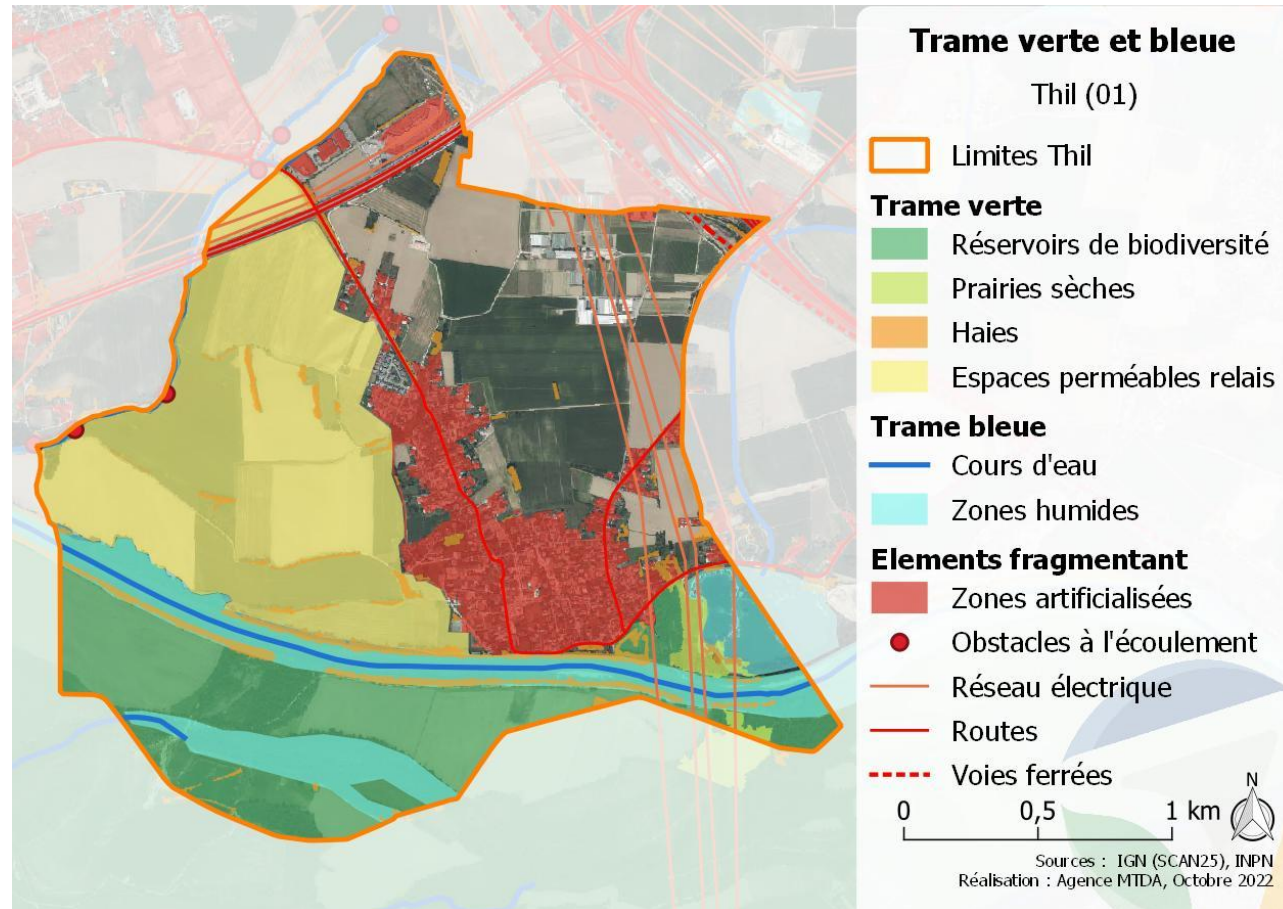 Trame verte et bleue
Thil (01)
Limites Thil
Trame verte
Réservoirs de biodiversité
Prairies sèches
Haies
Espaces perméables relais
Trame bleue
Cours d'eau
Zones humides
Elements fragmentant
Zones artificialisées
Obstacles à l'écoulement
Réseau électrique
Routes
Voies ferrées
N
0 0,5 1 km
Sources : IGN (SCAN25), INPN
Réalisation : Agence MTDA, Octobre 2022